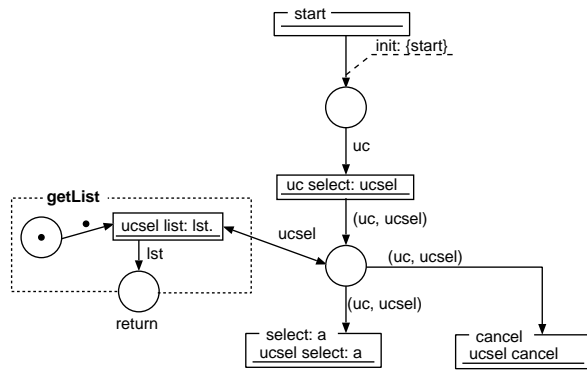 start
init: {start}
uc
uc select: ucsel
getList
ucsel list: lst.
ucsel
(uc, ucsel)
(uc, ucsel)
lst
(uc, ucsel)
return
select: a
ucsel select: a
cancel
ucsel cancel